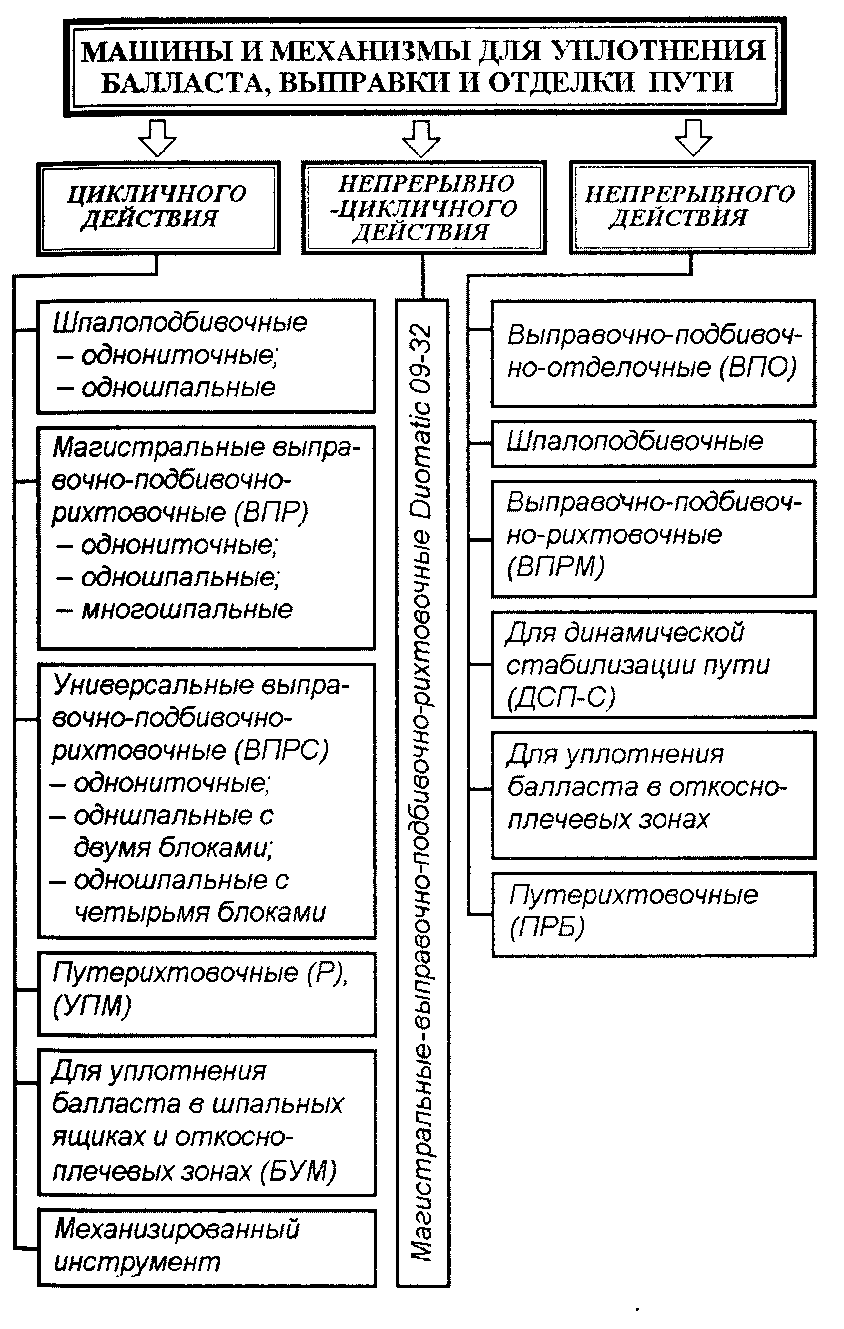 МАШИНЫ И МЕХАНИЗМЫ ДЛЯ УПЛОТНЕНИЯ
БАЛЛАСТА, ВЫПРАВКИ И ОТДЕЛКИ ПУТИ
ЦИКЛИЧНОГО
ДЕЙСТВИЯ
НЕПРЕРЫВНО
-ЦИКЛИЧНОГО
ДЕЙСТВИЯ
НЕПРЕРЫВНОГО
ДЕЙСТВИЯ
Шпалоподбивочные
– однониточные;
– одношпальные
Магистральные выпра-
вочно-подбивочно-
рихтовочные (ВПР)
– однониточные;
– одношпальные;
– многошпальные
Универсальные выпра-
вочно-подбивочно-
рихтовочные (ВПРС)
– однониточные;
– одншпальные с
двумя блоками;
– одношпальные с
четырьмя блоками
Путерихтовочные (Р),
(УПМ)
Для уплотнения
балласта в шпальных
ящиках и откосно-
плечевых зонах (БУМ)
Механизированный
инструмент
Магистральные-выправочно-подбивочно-рихтовочные Duomatic 09-32
Выправочно-подбивоч-
но-отделочные (ВПО)
Шпалоподбивочные
Выправочно-подбивоч-
но-рихтовочные
(ВПРМ)
Для динамической
стабилизации пути
(ДСП-С)
Для уплотнения
балласта в откосно-
плечевых зонах
Путерихтовочные
(ПРБ)